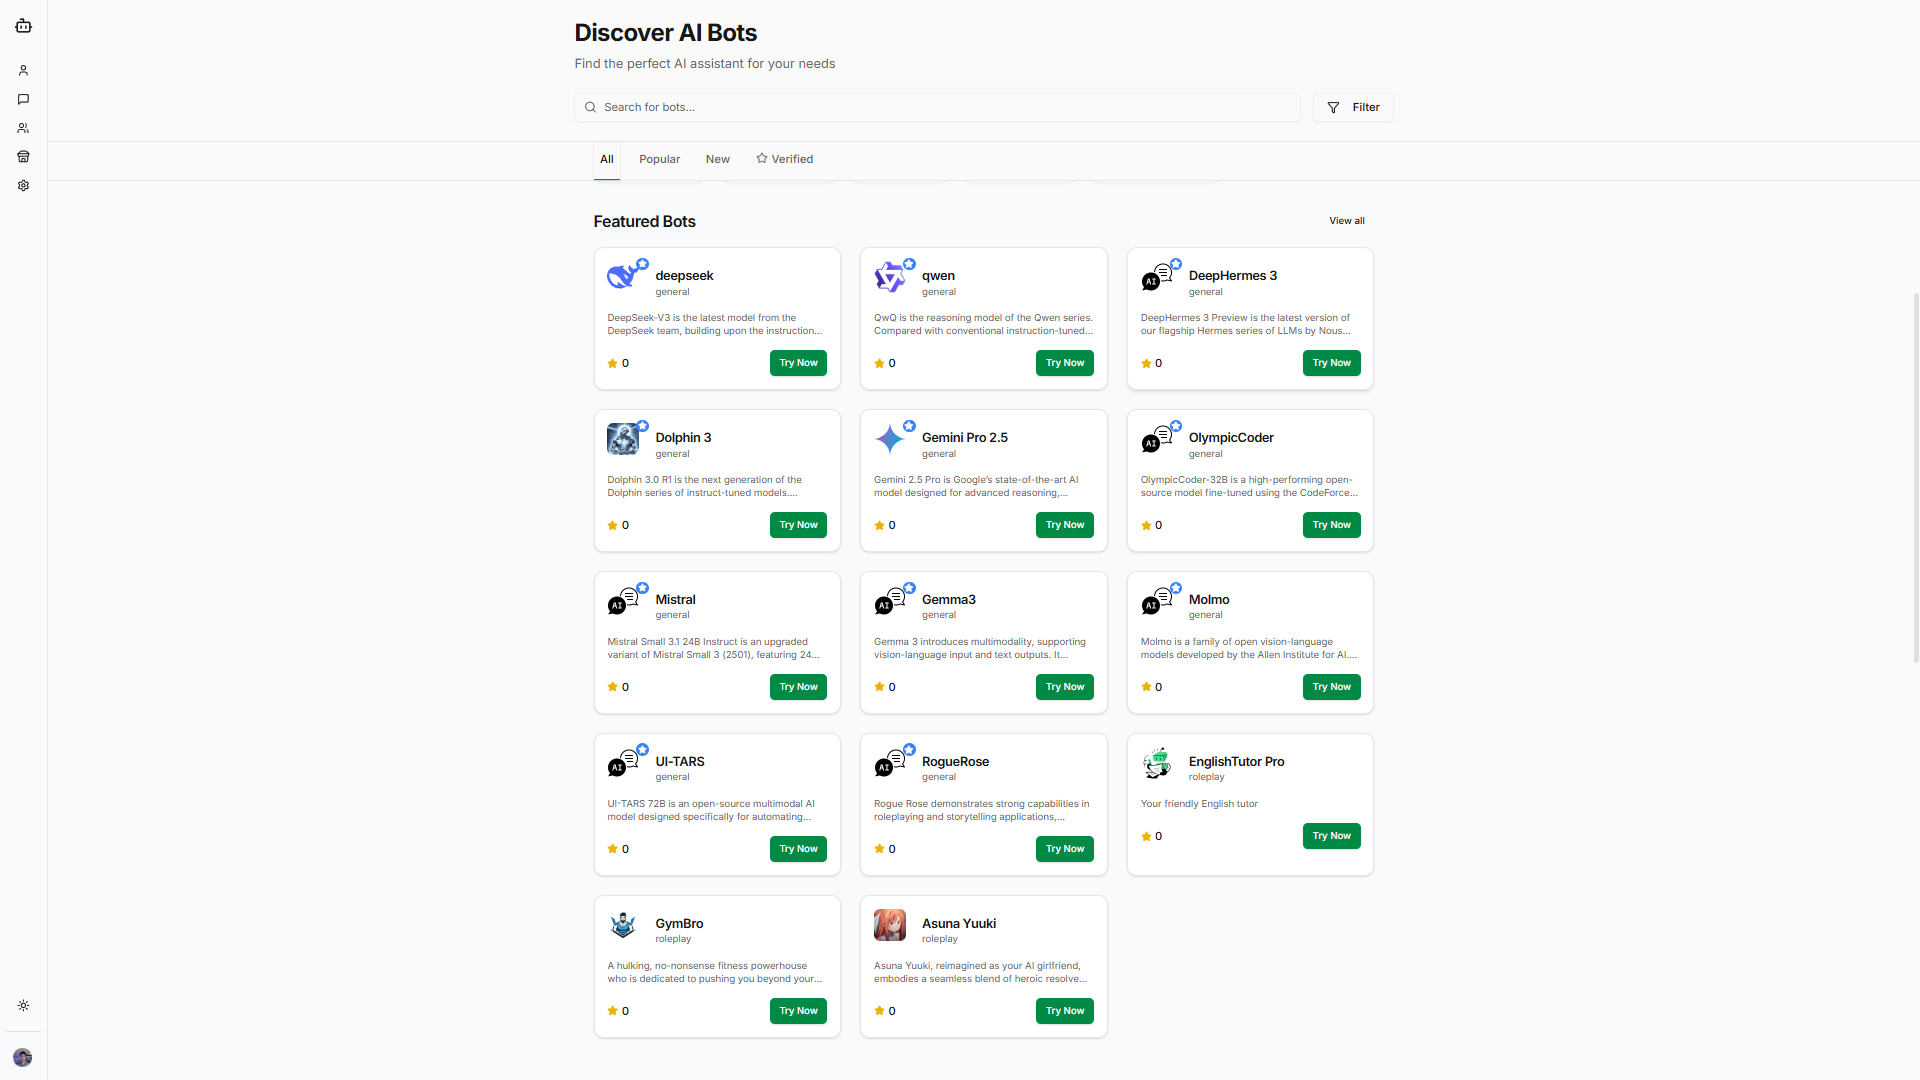 Discover AI Bots
Find the perfect AI assistant for your needs
Search for bots...
Filter
All
Popular
New
Verified
Featured Bots
View all
deepseek
general
DeepSeek-V3 is the latest model from the
DeepSeek team, building upon the instruction...
0
Try Now
qwen
general
QwQ is the reasoning model of the Qwen series.
Compared with conventional instruction-tuned...
0
Try Now
AI
DeepHermes 3
general
DeepHermes 3 Preview is the latest version of
our flagship Hermes series of LLMs by Nous...
0
Try Now
Dolphin 3
general
Dolphin 3.0 R1 is the next generation of the
Dolphin series of instruct-tuned models....
0
Try Now
Gemini Pro 2.5
general
Gemini 2.5 Pro is Google's state-of-the-art AI
model designed for advanced reasoning,...
0
Try Now
AI
OlympicCoder
general
OlympicCoder-32B is a high-performing open-
source model fine-tuned using the CodeForce...
0
Try Now
AI
Mistral
general
Mistral Small 3.1 24B Instruct is an upgraded
variant of Mistral Small 3 (2501), featuring 24...
0
Try Now
AI
Gemma3
general
Gemma 3 introduces multimodality, supporting
vision-language input and text outputs. It...
0
Try Now
AI
Molmo
general
Molmo is a family of open vision-language
models developed by the Allen Institute for AI....
0
Try Now
AI
UI-TARS
general
UI-TARS 72B is an open-source multimodal AI
model designed specifically for automating...
0
Try Now
AI
RogueRose
general
Rogue Rose demonstrates strong capabilities in
roleplaying and storytelling applications,...
0
Try Now
EnglishTutor Pro
roleplay
Your friendly English tutor
0
Try Now
GymBro
roleplay
A hulking, no-nonsense fitness powerhouse
who is dedicated to pushing you beyond your...
0
Try Now
Asuna Yuuki
roleplay
Asuna Yuuki, reimagined as your AI girlfriend,
embodies a seamless blend of heroic resolve...
0
Try Now